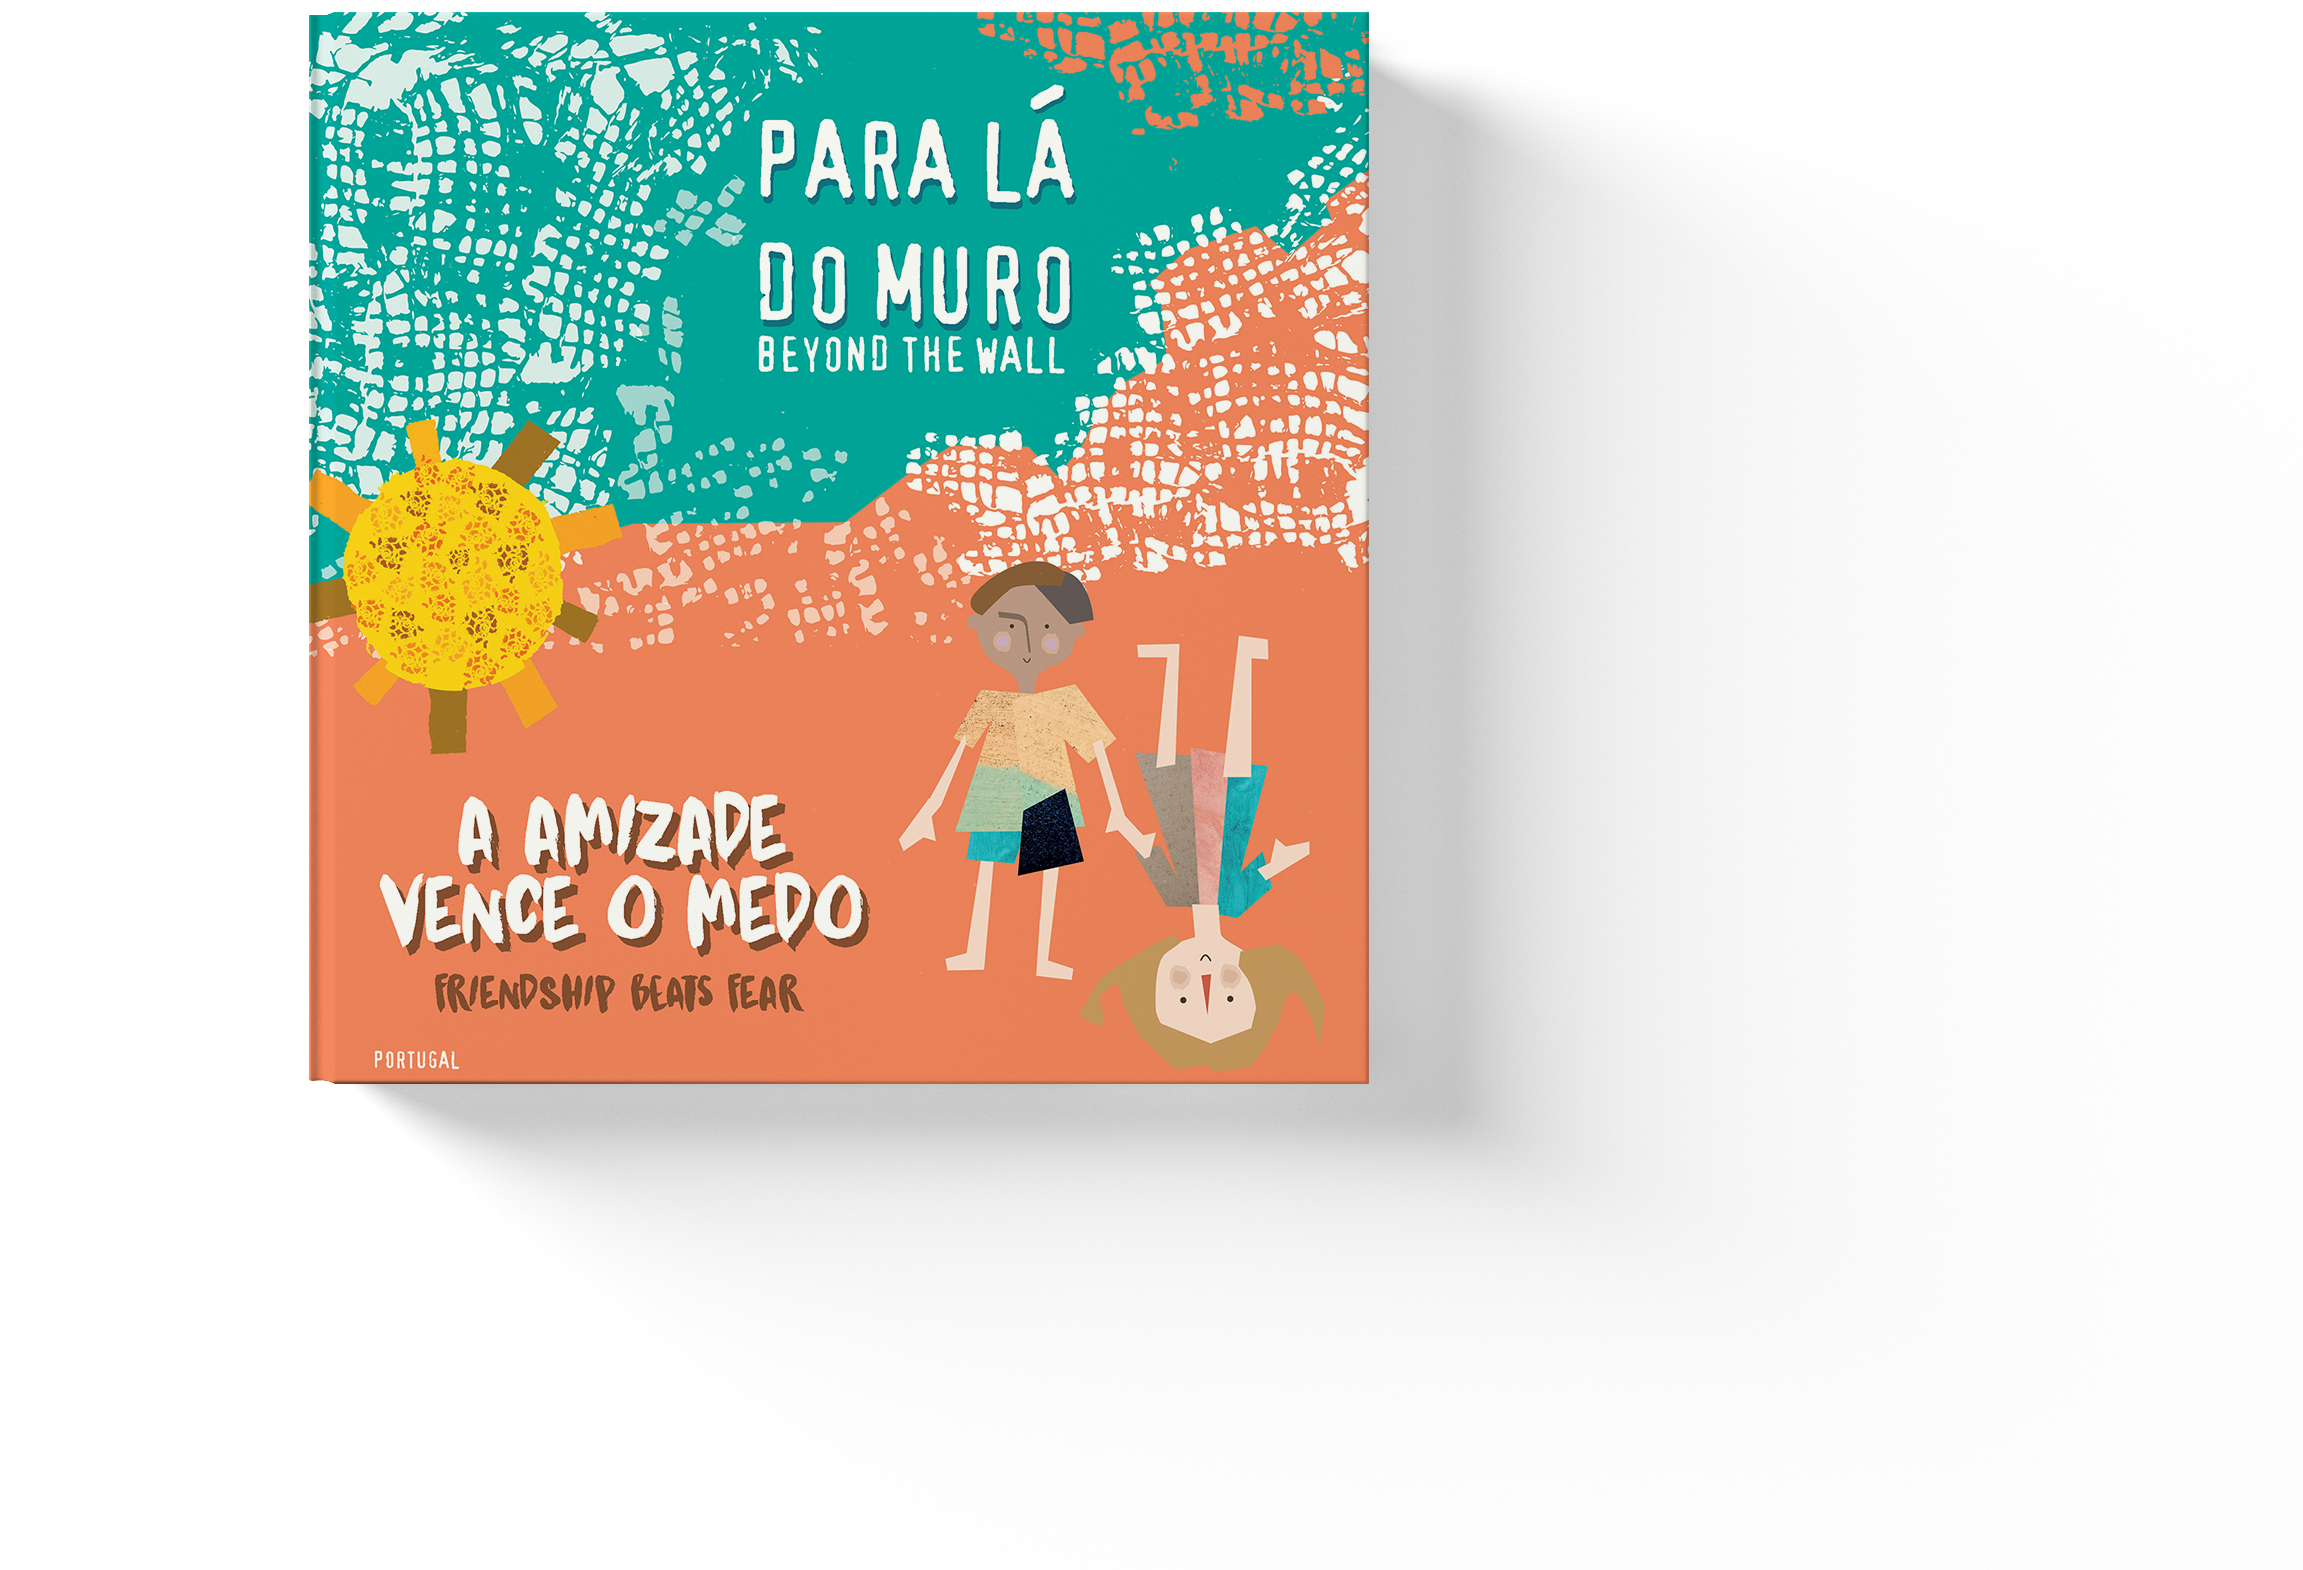 PARA LÁ
DO MURO
BEYOND THE WALL
A AMIZADE
VENCE O MEDO
FRIENDSHIP BEATS FEAR
PORTUGAL